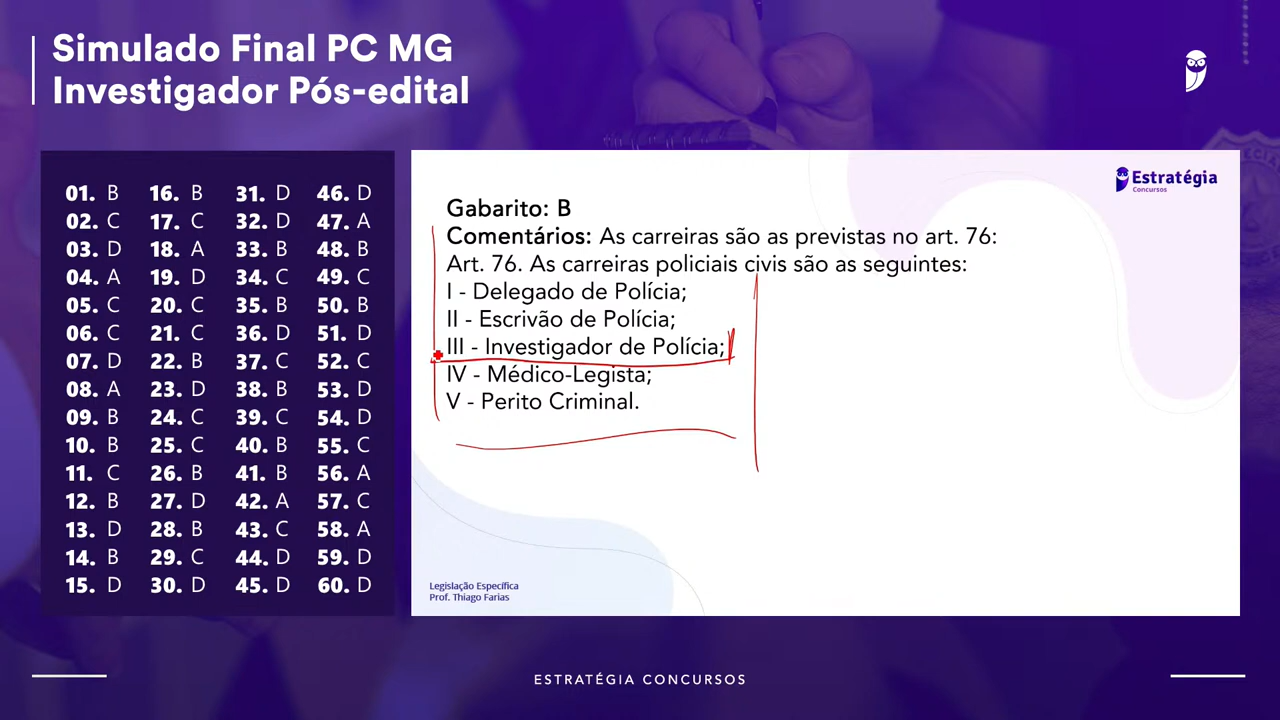 Simulado Final PC MG
Investigador Pós-edital
01. B 16. B 31. D 46. D
02. C 17. C 32. D 47. A
03. D 18. A 33. B 48. B
04. A 19. D 34. C 49. C
05. C 20. C 35. B 50. B
06. C 21. C 36. D 51. D
07. D 22. B 37. C 52. C
08. A 23. D 38. B 53. D
09. B 24. C 39. C 54. D
10. B 25. C 40. B 55. C
11. C 26. B 41. B 56. A
12. B 27. D 42. A 57. C
13. D 28. B 43. C 58. A
14. B 29. C 44. D 59. D
15. D 30. D 45. D 60. D
Estratégia
Concursos
Gabarito: B
Comentários: As carreiras são as previstas no art. 76:
Art. 76. As carreiras policiais civis são as seguintes:
I - Delegado de Polícia;
II - Escrivão de Polícia;
III - Investigador de Polícia;
IV - Médico-Legista;
V - Perito Criminal.
Legislação Específica
Prof. Thiago Farias
ESTRATÉGIA CONCURSOS